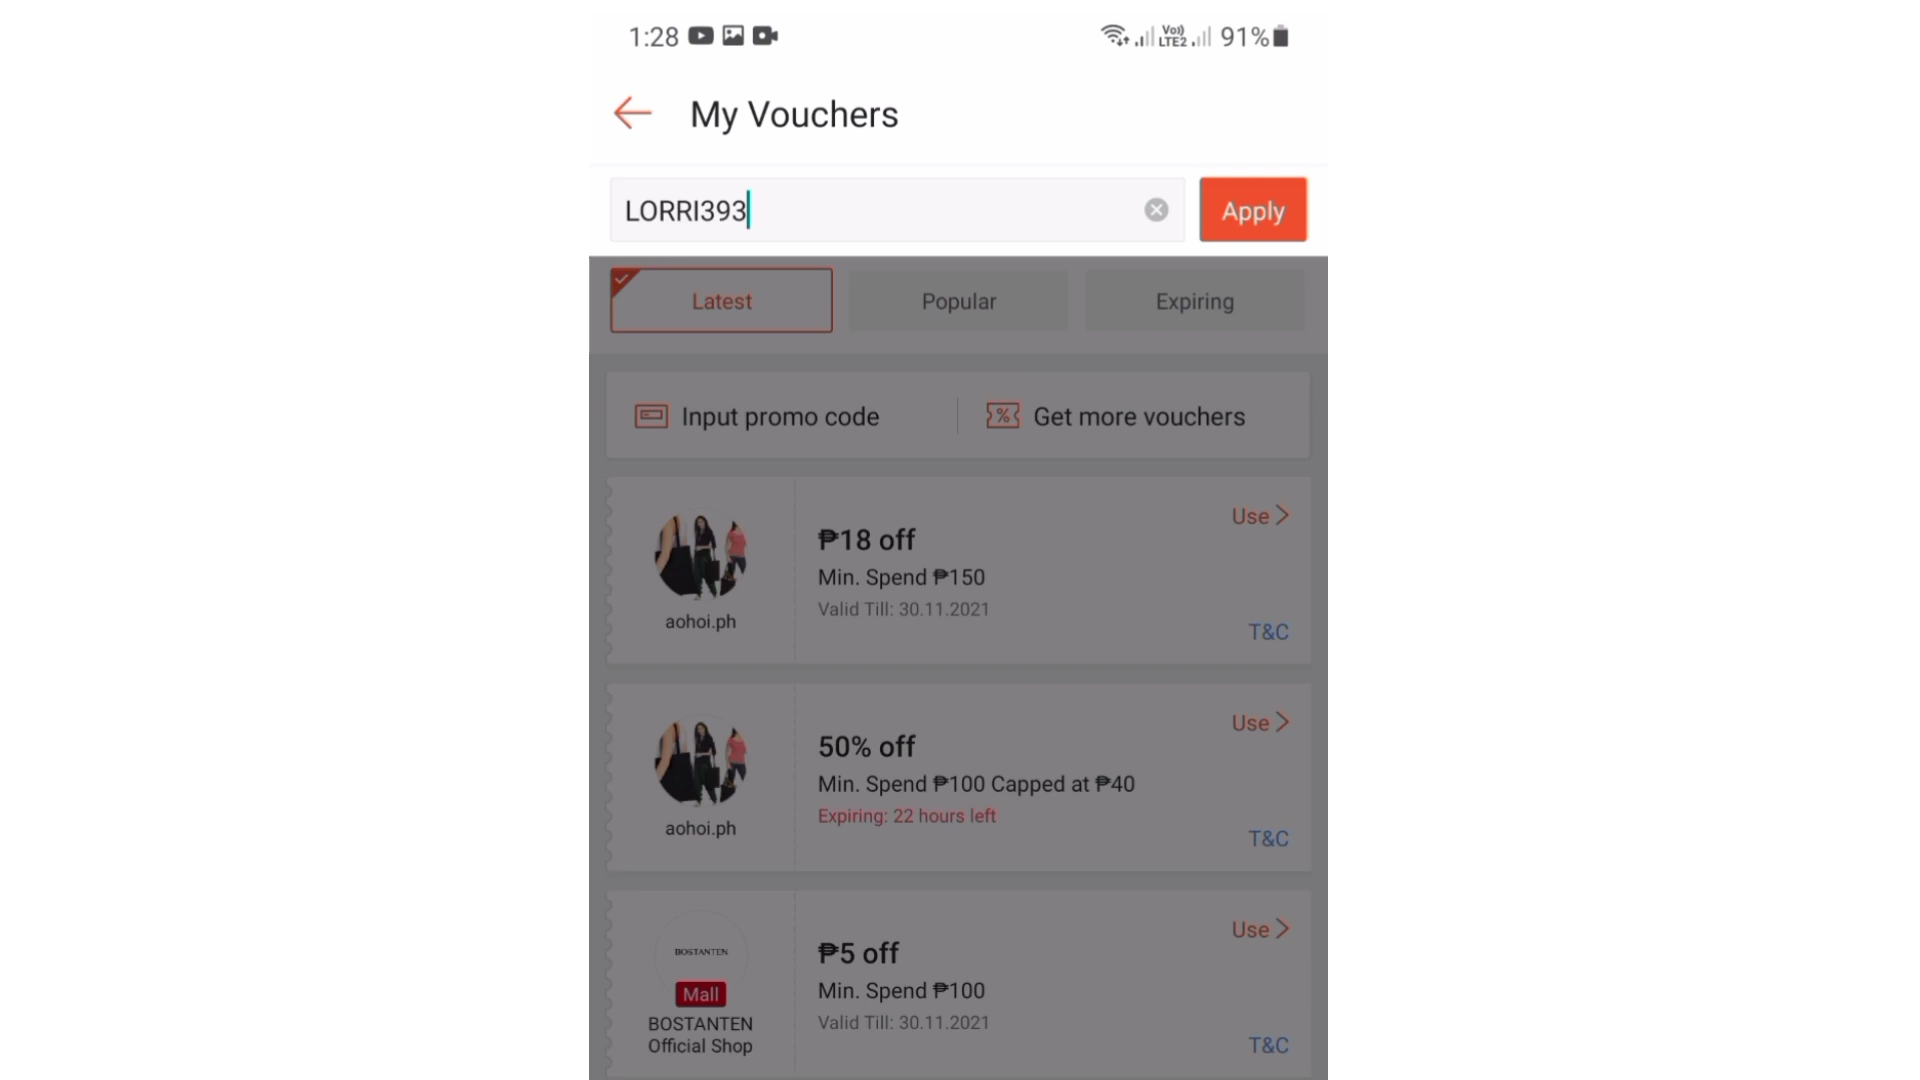 1:28 Vo)) LTE2 91%
My Vouchers
LORRI393 Apply
Latest Popular Expiring
Input promo code Get more vouchers
₱18 off
Use
Min. Spend ₱150
Valid Till: 30.11.2021
aohoi.ph
T&C
50% off
Use
Min. Spend ₱100 Capped at ₱40
Expiring: 22 hours left
aohoi.ph
T&C
₱5 off
Use
BOSTANTEN
Mall
Min. Spend ₱100
Valid Till: 30.11.2021
BOSTANTEN
Official Shop
T&C